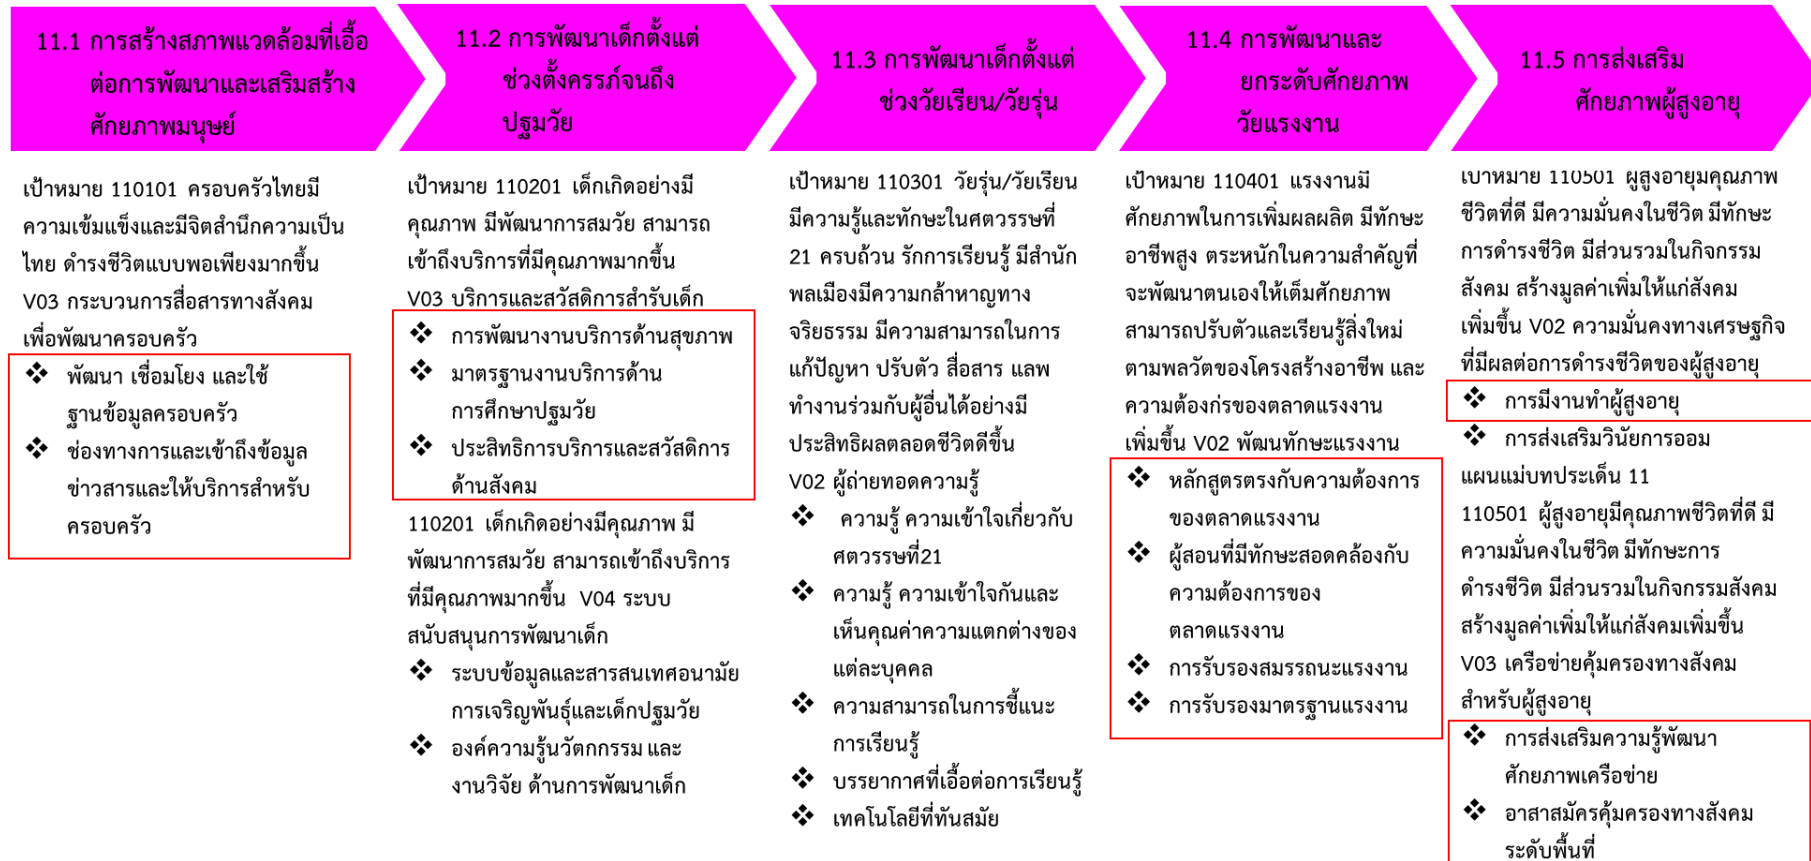 11.1 การสร้างสภาพแวดล้อมที่เอื้อ
ต่อการพัฒนาและเสริมสร้าง
ศักยภาพมนุษย์
เป้าหมาย 110101 ครอบครัวไทยมี
ความเข้มแข็งและมีจิตสำนึกความเป็น
ไทย ดำรงชีวิตแบบพอเพียงมากขึ้น
V03 กระบวนการสื่อสารทางสังคม
เพื่อพัฒนาครอบครัว
❖ พัฒนา เชื่อมโยง และใช้
ฐานข้อมูลครอบครัว
❖ ช่องทางการและเข้าถึงข้อมูล
ข่าวสารและให้บริการสำหรับ
ครอบครัว
11.2 การพัฒนาเด็กตั้งแต่
ช่วงตั้งครรภ์จนถึง
ปฐมวัย
เป้าหมาย 110201 เด็กเกิดอย่างมี
คุณภาพ มีพัฒนาการสมวัย สามารถ
เข้าถึงบริการที่มีคุณภาพมากขึ้น
V03 บริการและสวัสดิการสำรับเด็ก
❖ การพัฒนางานบริการด้านสุขภาพ
❖ มาตรฐานงานบริการด้าน
การศึกษาปฐมวัย
❖ ประสิทธิการบริการและสวัสดิการ
ด้านสังคม
110201 เด็กเกิดอย่างมีคุณภาพ มี
พัฒนาการสมวัย สามารถเข้าถึงบริการ
ที่มีคุณภาพมากขึ้น V04 ระบบ
สนับสนุนการพัฒนาเด็ก
❖ ระบบข้อมูลและสารสนเทศอนามัย
การเจริญพันธุ์และเด็กปฐมวัย
❖ องค์ความรู้นวัตกกรรม และ
งานวิจัย ด้านการพัฒนาเด็ก
11.3 การพัฒนาเด็กตั้งแต่
ช่วงวัยเรียน/วัยรุ่น
เป้าหมาย 110301 วัยรุ่น/วัยเรียน
มีความรู้และทักษะในศตวรรษที่
21 ครบถ้วน รักการเรียนรู้ มีสำนัก
พลเมืองมีความกล้าหาญทาง
จริยธรรม มีความสามารถในการ
แก้ปัญหา ปรับตัว สื่อสาร แลพ
ทำงานร่วมกับผู้อื่นได้อย่างมี
ประสิทธิผลตลอดชีวิตดีขึ้น
V02 ผู้ถ่ายทอดความรู้
❖ ความรู้ ความเข้าใจเกี่ยวกับ
ศตวรรษที่21
❖ ความรู้ ความเข้าใจกันและ
เห็นคุณค่าความแตกต่างของ
แต่ละบุคคล
❖ ความสามารถในการชี้แนะ
การเรียนรู้
❖ บรรยากาศที่เอื้อต่อการเรียนรู้
❖ เทคโนโลยีที่ทันสมัย
11.4 การพัฒนาและ
ยกระดับศักยภาพ
วัยแรงงาน
เป้าหมาย 110401 แรงงานมี
ศักยภาพในการเพิ่มผลผลิต มีทักษะ
อาชีพสูง ตระหนักในความสำคัญที่
จะพัฒนาตนเองให้เต็มศักยภาพ
สามารถปรับตัวและเรียนรู้สิ่งใหม่
ตามพลวัตของโครงสร้างอาชีพ และ
ความต้องก่รของตลาดแรงงาน
เพิ่มขึ้น V02 พัฒนทักษะแรงงาน
❖ หลักสูตรตรงกับความต้องการ
ของตลาดแรงงาน
❖ ผู้สอนที่มีทักษะสอดคล้องกับ
ความต้องการของ
ตลาดแรงงาน
❖ การรับรองสมรรถนะแรงงาน
❖ การรับรองมาตรฐานแรงงาน
11.5 การส่งเสริม
ศักยภาพผู้สูงอายุ
เป้าหมาย 110501 ผู้สูงอายุมีคุณภาพ
ชีวิตที่ดี มีความมั่นคงในชีวิต มีทักษะ
การดำรงชีวิต มีส่วนรวมในกิจกรรม
สังคม สร้างมูลค่าเพิ่มให้แก่สังคม
เพิ่มขึ้น V02 ความมั่นคงทางเศรษฐกิจ
ที่มีผลต่อการดำรงชีวิตของผู้สูงอายุ
❖ การมีงานทำผู้สูงอายุ
❖ การส่งเสริมวินัยการออม
แผนแม่บทประเด็น 11
110501 ผู้สูงอายุมีคุณภาพชีวิตที่ดี มี
ความมั่นคงในชีวิต มีทักษะการ
ดำรงชีวิต มีส่วนรวมในกิจกรรมสังคม
สร้างมูลค่าเพิ่มให้แก่สังคมเพิ่มขึ้น
V03 เครือข่ายคุ้มครองทางสังคม
สำหรับผู้สูงอายุ
❖ การส่งเสริมความรู้พัฒนา
ศักยภาพเครือข่าย
❖ อาสาสมัครคุ้มครองทางสังคม
ระดับพื้นที่